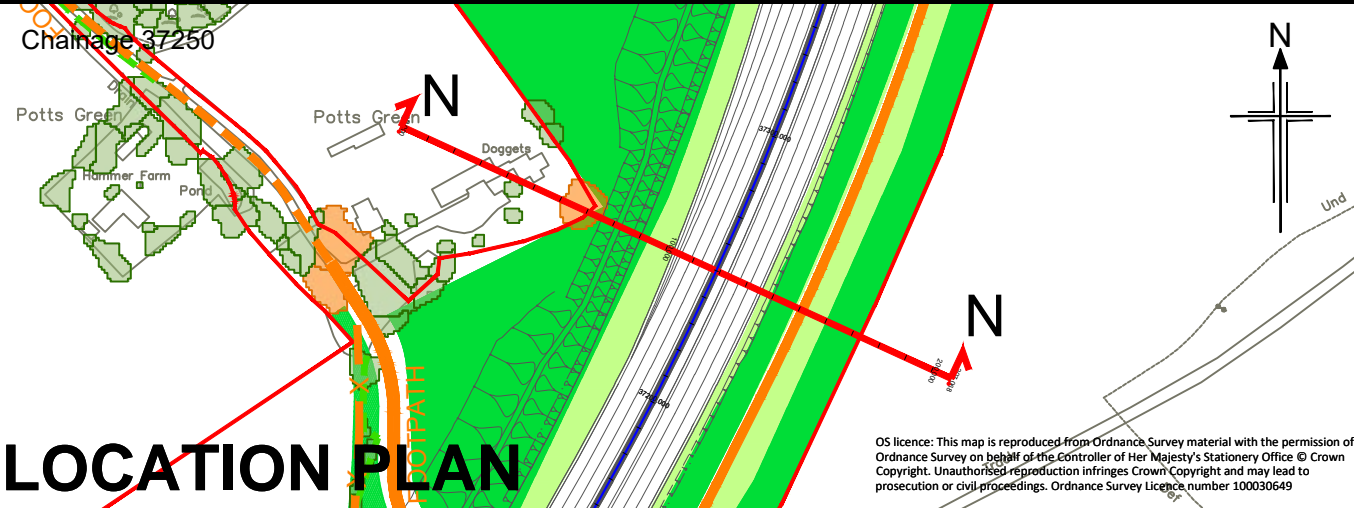 Chainage 37250
N
N
Potts Green
Potts Green
Drain
Doggets
Hammer Farm
Pond
Und
N
FOOTPATH
LOCATION PLAN
Track
Def
OS licence: This map is reproduced from Ordnance Survey material with the permission of
Ordnance Survey on behalf of the Controller of Her Majesty's Stationery Office © Crown
Copyright. Unauthorised reproduction infringes Crown Copyright and may lead to
prosecution or civil proceedings. Ordnance Survey Licence number 100030649